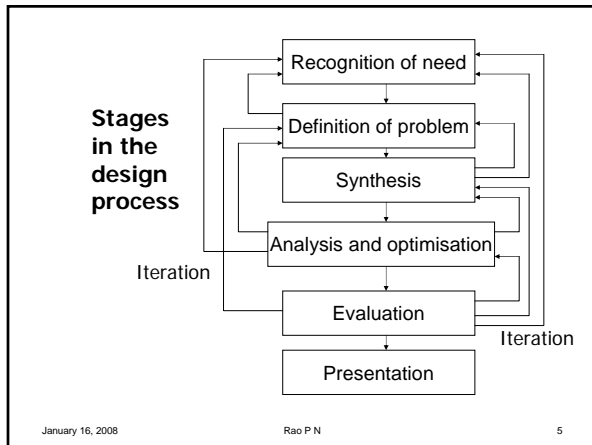 Stages
in the
design
process
Recognition of need
Definition of problem
Synthesis
Analysis and optimisation
Iteration
Evaluation
Iteration
Presentation
January 16, 2008
Rao P N
5